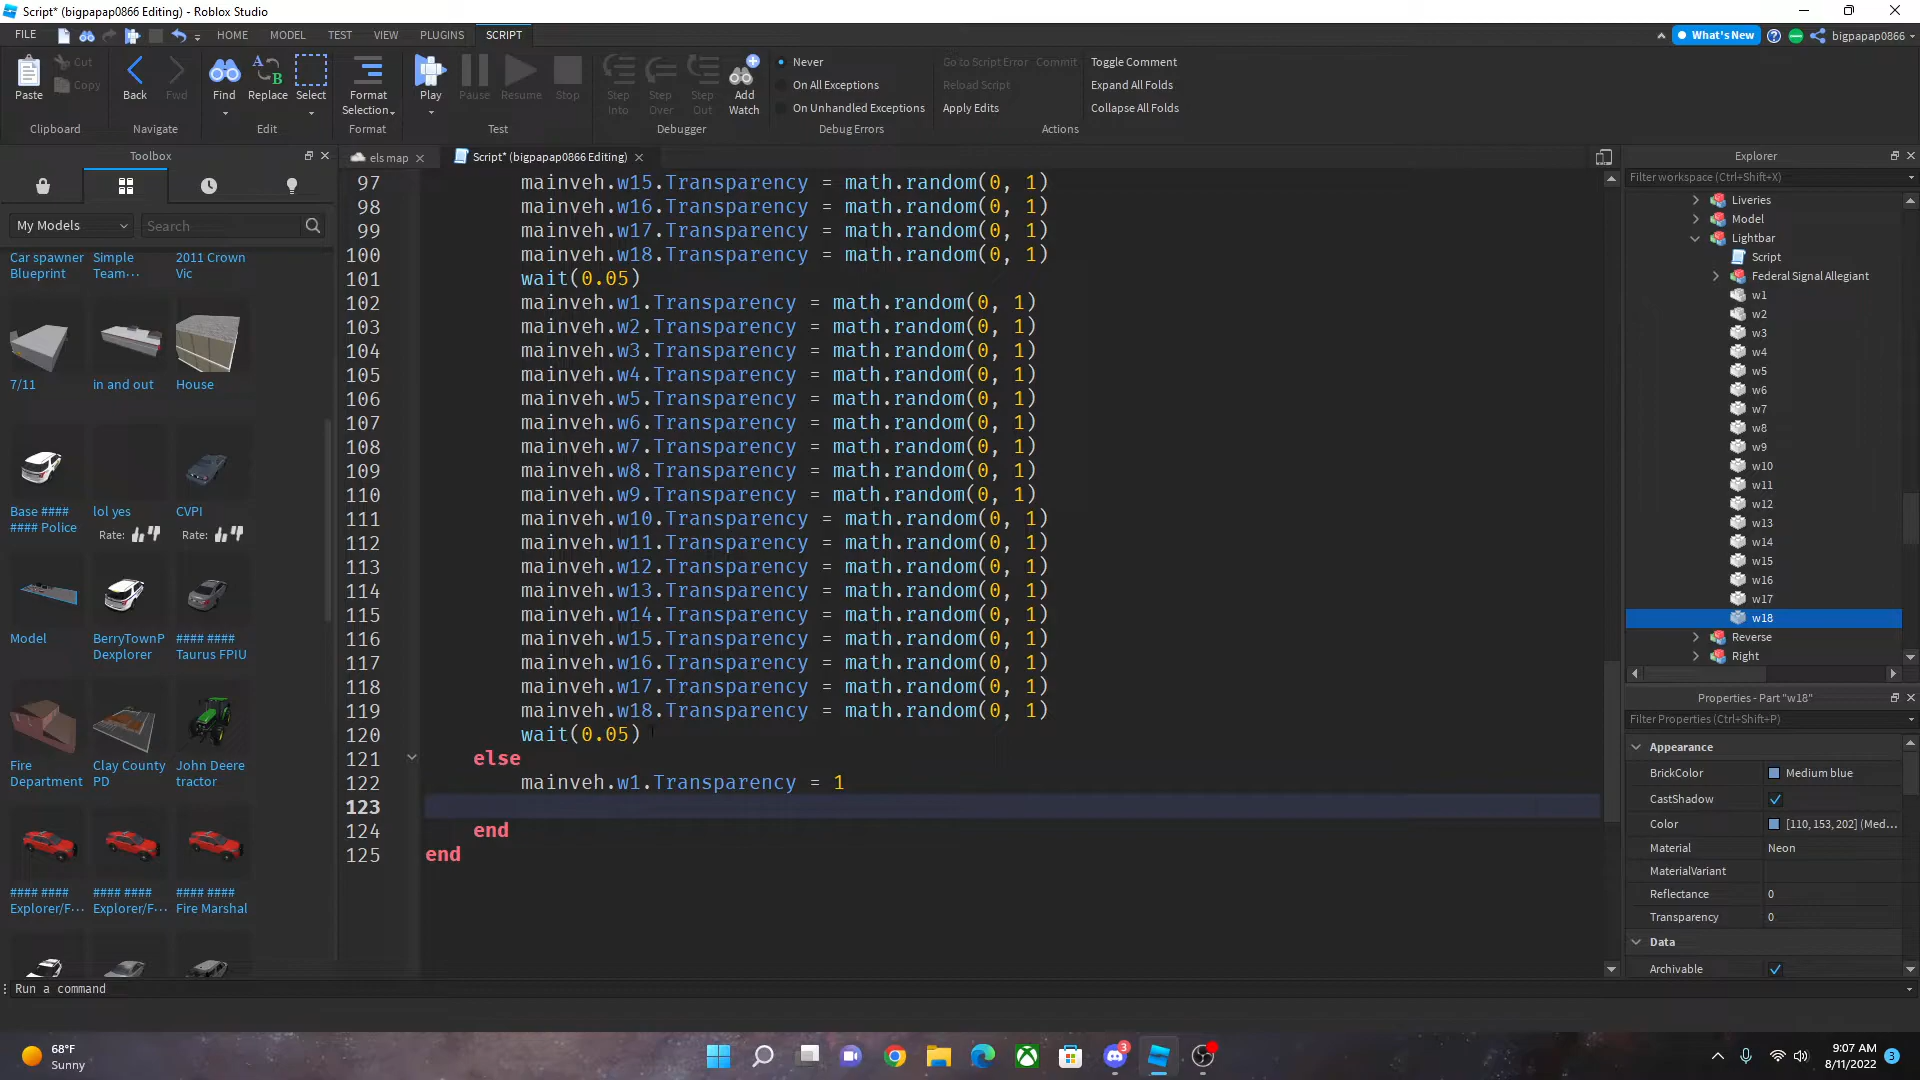 Script* (bigpapap0866 Editing) - Roblox Studio
FILE HOME MODEL TEST VIEW PLUGINS SCRIPT What's New bigpapap0866
Paste Cut Copy Back Fwd Find Replace Select Format Selection Play Pause Resume Stop Step Into Step Over Step Out Add Watch
Never Go to Script Error Commit Toggle Comment
On All Exceptions Reload Script Expand All Folds
On Unhandled Exceptions Apply Edits Collapse All Folds
Clipboard Navigate Edit Format Test Debugger Debug Errors Actions
Toolbox
My Models Search
Car spawner Blueprint
Simple Team...
2011 Crown Vic
7/11
in and out
House
Base #### #### Police
lol yes
Rate:
CVPI
Rate:
Model
BerryTownP Dexplorer
#### #### Taurus FPIU
Fire Department
Clay County PD
John Deere tractor
#### #### Explorer/F...
#### #### Explorer/F...
#### #### Fire Marshal
els map
Script* (bigpapap0866 Editing)
97 mainveh.w15.Transparency = math.random(0, 1)
98 mainveh.w16.Transparency = math.random(0, 1)
99 mainveh.w17.Transparency = math.random(0, 1)
100 mainveh.w18.Transparency = math.random(0, 1)
101 wait(0.05)
102 mainveh.w1.Transparency = math.random(0, 1)
103 mainveh.w2.Transparency = math.random(0, 1)
104 mainveh.w3.Transparency = math.random(0, 1)
105 mainveh.w4.Transparency = math.random(0, 1)
106 mainveh.w5.Transparency = math.random(0, 1)
107 mainveh.w6.Transparency = math.random(0, 1)
108 mainveh.w7.Transparency = math.random(0, 1)
109 mainveh.w8.Transparency = math.random(0, 1)
110 mainveh.w9.Transparency = math.random(0, 1)
111 mainveh.w10.Transparency = math.random(0, 1)
112 mainveh.w11.Transparency = math.random(0, 1)
113 mainveh.w12.Transparency = math.random(0, 1)
114 mainveh.w13.Transparency = math.random(0, 1)
115 mainveh.w14.Transparency = math.random(0, 1)
116 mainveh.w15.Transparency = math.random(0, 1)
117 mainveh.w16.Transparency = math.random(0, 1)
118 mainveh.w17.Transparency = math.random(0, 1)
119 mainveh.w18.Transparency = math.random(0, 1)
120 wait(0.05)
121 else
122 mainveh.w1.Transparency = 1
123
124 end
125 end
Explorer
Filter workspace (Ctrl+Shift+X)
Liveries
Model
Lightbar
Script
Federal Signal Allegiant
w1
w2
w3
w4
w5
w6
w7
w8
w9
w10
w11
w12
w13
w14
w15
w16
w17
w18
Reverse
Right
Properties - Part "w18"
Filter Properties (Ctrl+Shift+P)
Appearance
BrickColor Medium blue
CastShadow
Color [110, 153, 202] (Med...
Material Neon
MaterialVariant
Reflectance 0
Transparency 0
Data
Archivable
Run a command
68°F
Sunny
3
9:07 AM
8/11/2022
3